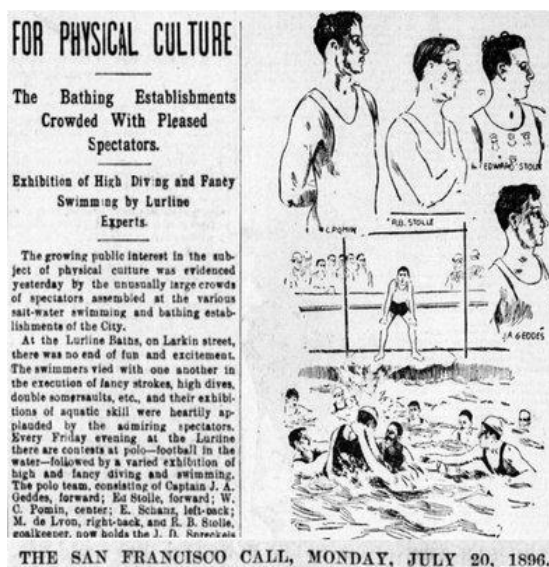 FOR PHYSICAL CULTURE
The Bathing Establishments
Crowded With Pleased
Spectators.
Exhibition of High Diving and Fancy
Swimming by Lurline
Experts.
The growing public interest in the sub-
ject of physical culture was evidenced
yesterday by the unusually large crowds
of spectators assembled at the various
salt-water swimming and bathing estab-
lishments of the City.
At the Lurline Baths, on Larkin street,
there was no end of fun and excitement.
The swimmers vied with one another in
the execution of fancy strokes, high dives,
double somersaults, etc., and their exhibi-
tions of aquatic skill were heartily ap-
plauded by the admiring spectators.
Every Friday evening at the Lurline
there are contests at polo—football in the
water—followed by a varied exhibition of
high and fancy diving and swimming.
The polo team, consisting of Captain J. A.
Geddes, forward; Ed Stolle, forward; W.
C. Pomin, center; E. Schanz, left-back;
M. de Lyon, right-back, and R. B. Stolle,
goalkeeper, now holds the J. D. Spreckels
EDWARD STOLLE
C. POMIN
R.B. STOLLE
J.A. GEDDES
THE SAN FRANCISCO CALL, MONDAY, JULY 20, 1896.